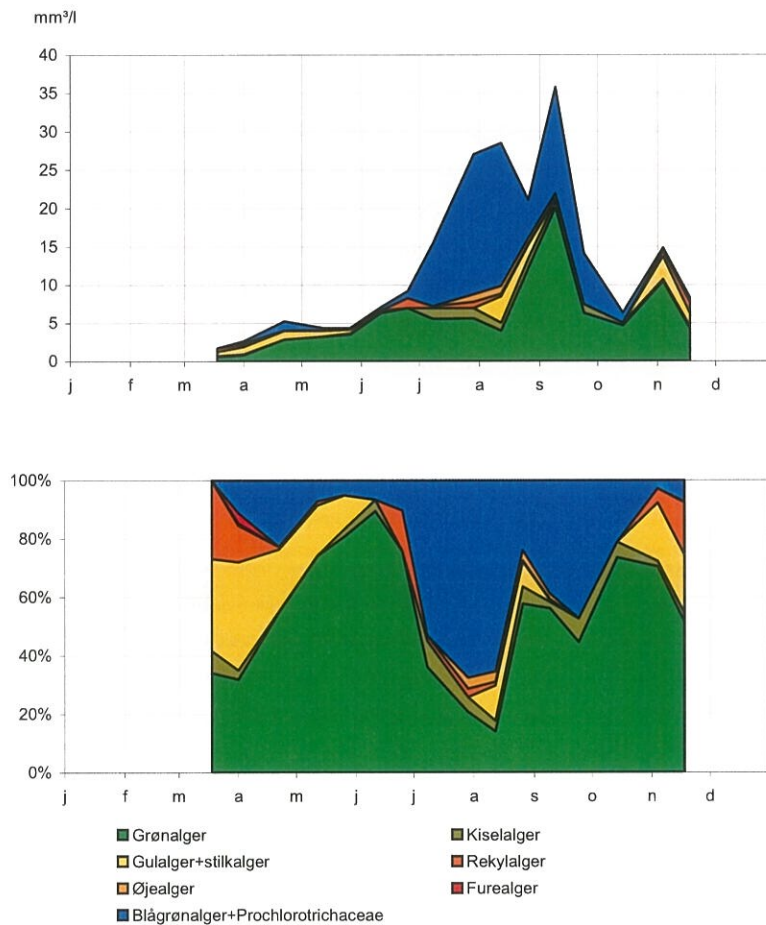 mm³/l
40
35
30
25
20
15
10
5
0
j f m a m j j a s o n d
100%
80%
60%
40%
20%
0%
j f m a m j j a s o n d
Grønalger Kiselalger
Gulalger+stilkalger Rekylalger
Øjealger Furealger
Blågrønalger+Prochlorotrichaceae